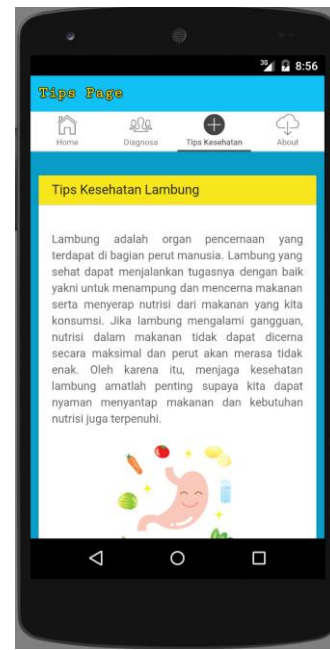 3G 8:56
Tips Page
Home Diagnosa Tips Kesehatan About
Tips Kesehatan Lambung
Lambung adalah organ pencernaan yang
terdapat di bagian perut manusia. Lambung yang
sehat dapat menjalankan tugasnya dengan baik
yakni untuk menampung dan mencerna makanan
serta menyerap nutrisi dari makanan yang kita
konsumsi. Jika lambung mengalami gangguan,
nutrisi dalam makanan tidak dapat dicerna
secara maksimal dan perut akan merasa tidak
enak. Oleh karena itu, menjaga kesehatan
lambung amatlah penting supaya kita dapat
nyaman menyantap makanan dan kebutuhan
nutrisi juga terpenuhi.